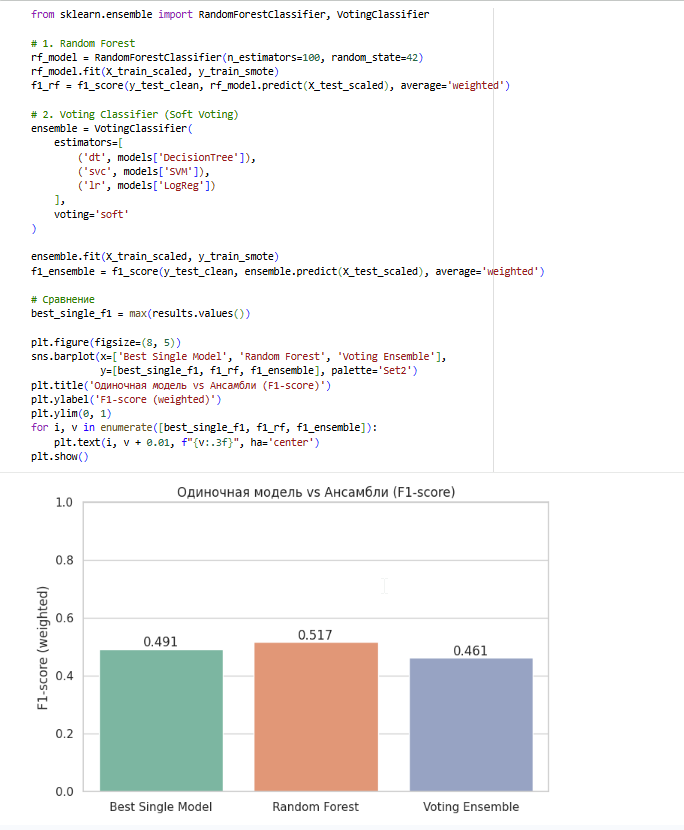 from sklearn.ensemble import RandomForestClassifier, VotingClassifier
# 1. Random Forest
rf_model = RandomForestClassifier(n_estimators=100, random_state=42)
rf_model.fit(X_train_scaled, y_train_smote)
f1_rf = f1_score(y_test_clean, rf_model.predict(X_test_scaled), average='weighted')
# 2. Voting Classifier (Soft Voting)
ensemble = VotingClassifier(
    estimators=[
        ('dt', models['DecisionTree']),
        ('svc', models['SVM']),
        ('lr', models['LogReg'])
    ],
    voting='soft'
)
ensemble.fit(X_train_scaled, y_train_smote)
f1_ensemble = f1_score(y_test_clean, ensemble.predict(X_test_scaled), average='weighted')
# Сравнение
best_single_f1 = max(results.values())
plt.figure(figsize=(8, 5))
sns.barplot(x=['Best Single Model', 'Random Forest', 'Voting Ensemble'],
            y=[best_single_f1, f1_rf, f1_ensemble], palette='Set2')
plt.title('Одиночная модель vs Ансамбли (F1-score)')
plt.ylabel('F1-score (weighted)')
plt.ylim(0, 1)
for i, v in enumerate([best_single_f1, f1_rf, f1_ensemble]):
    plt.text(i, v + 0.01, f"{v:.3f}", ha='center')
plt.show()
Одиночная модель vs Ансамбли (F1-score)
1.0
0.8
0.6
0.4
0.2
0.0
F1-score (weighted)
0.491
0.517
0.461
Best Single Model
Random Forest
Voting Ensemble